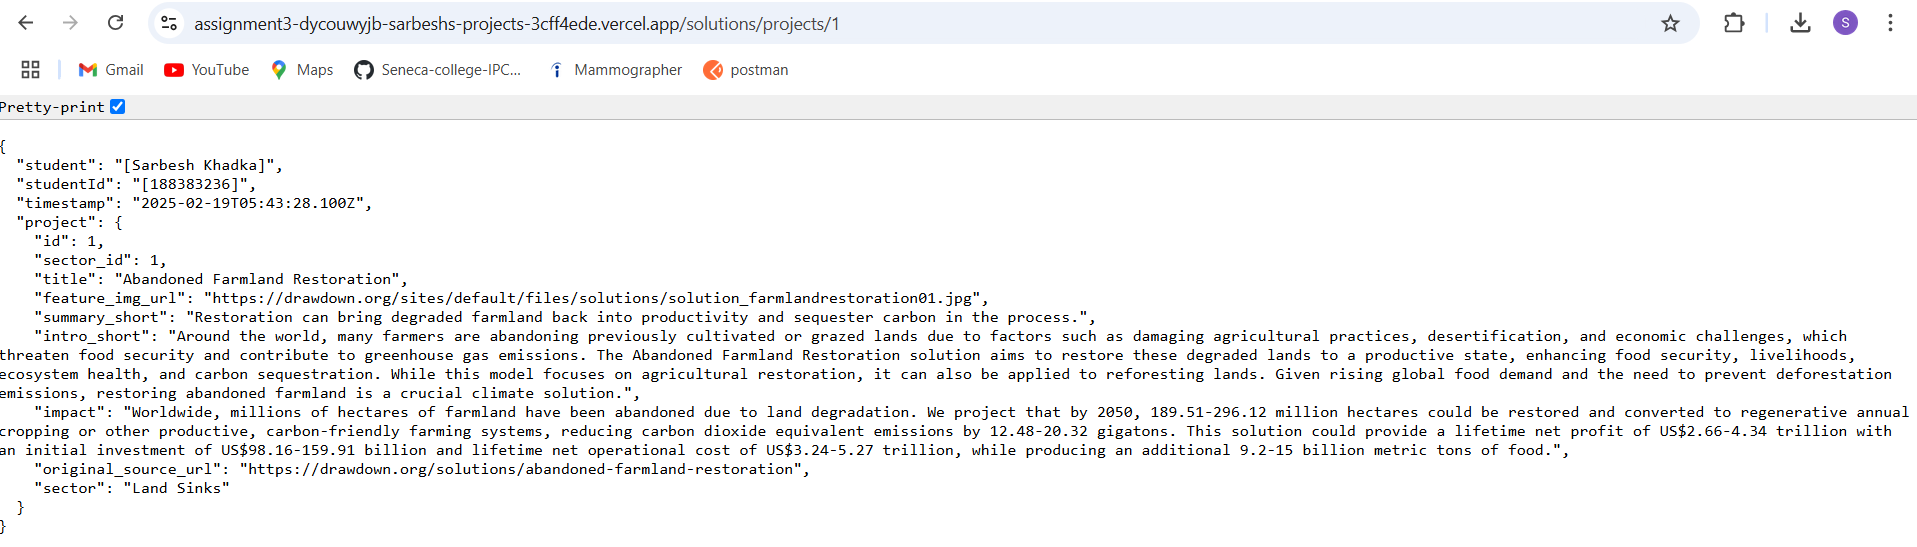 assignment3-dycouwyjb-sarbeshs-projects-3cff4ede.vercel.app/solutions/projects/1
S
Gmail YouTube Maps Seneca-college-IPC... Mammographer postman
Pretty-print
{
  "student": "[Sarbesh Khadka]",
  "studentId": "[188383236]",
  "timestamp": "2025-02-19T05:43:28.100Z",
  "project": {
    "id": 1,
    "sector_id": 1,
    "title": "Abandoned Farmland Restoration",
    "feature_img_url": "https://drawdown.org/sites/default/files/solutions/solution_farmlandrestoration01.jpg",
    "summary_short": "Restoration can bring degraded farmland back into productivity and sequester carbon in the process.",
    "intro_short": "Around the world, many farmers are abandoning previously cultivated or grazed lands due to factors such as damaging agricultural practices, desertification, and economic challenges, which
threaten food security and contribute to greenhouse gas emissions. The Abandoned Farmland Restoration solution aims to restore these degraded lands to a productive state, enhancing food security, livelihoods,
ecosystem health, and carbon sequestration. While this model focuses on agricultural restoration, it can also be applied to reforesting lands. Given rising global food demand and the need to prevent deforestation
emissions, restoring abandoned farmland is a crucial climate solution.",
    "impact": "Worldwide, millions of hectares of farmland have been abandoned due to land degradation. We project that by 2050, 189.51-296.12 million hectares could be restored and converted to regenerative annual
cropping or other productive, carbon-friendly farming systems, reducing carbon dioxide equivalent emissions by 12.48-20.32 gigatons. This solution could provide a lifetime net profit of US$2.66-4.34 trillion with
an initial investment of US$98.16-159.91 billion and lifetime net operational cost of US$3.24-5.27 trillion, while producing an additional 9.2-15 billion metric tons of food.",
    "original_source_url": "https://drawdown.org/solutions/abandoned-farmland-restoration",
    "sector": "Land Sinks"
  }
}